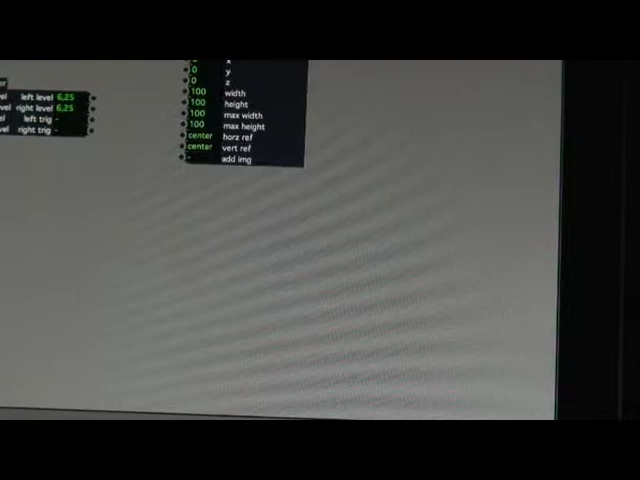 left level 6,25
right level 6,25
left trig -
right trig -
x
0 y
0 z
100 width
100 height
100 max width
100 max height
center horz ref
center vert ref
- add img